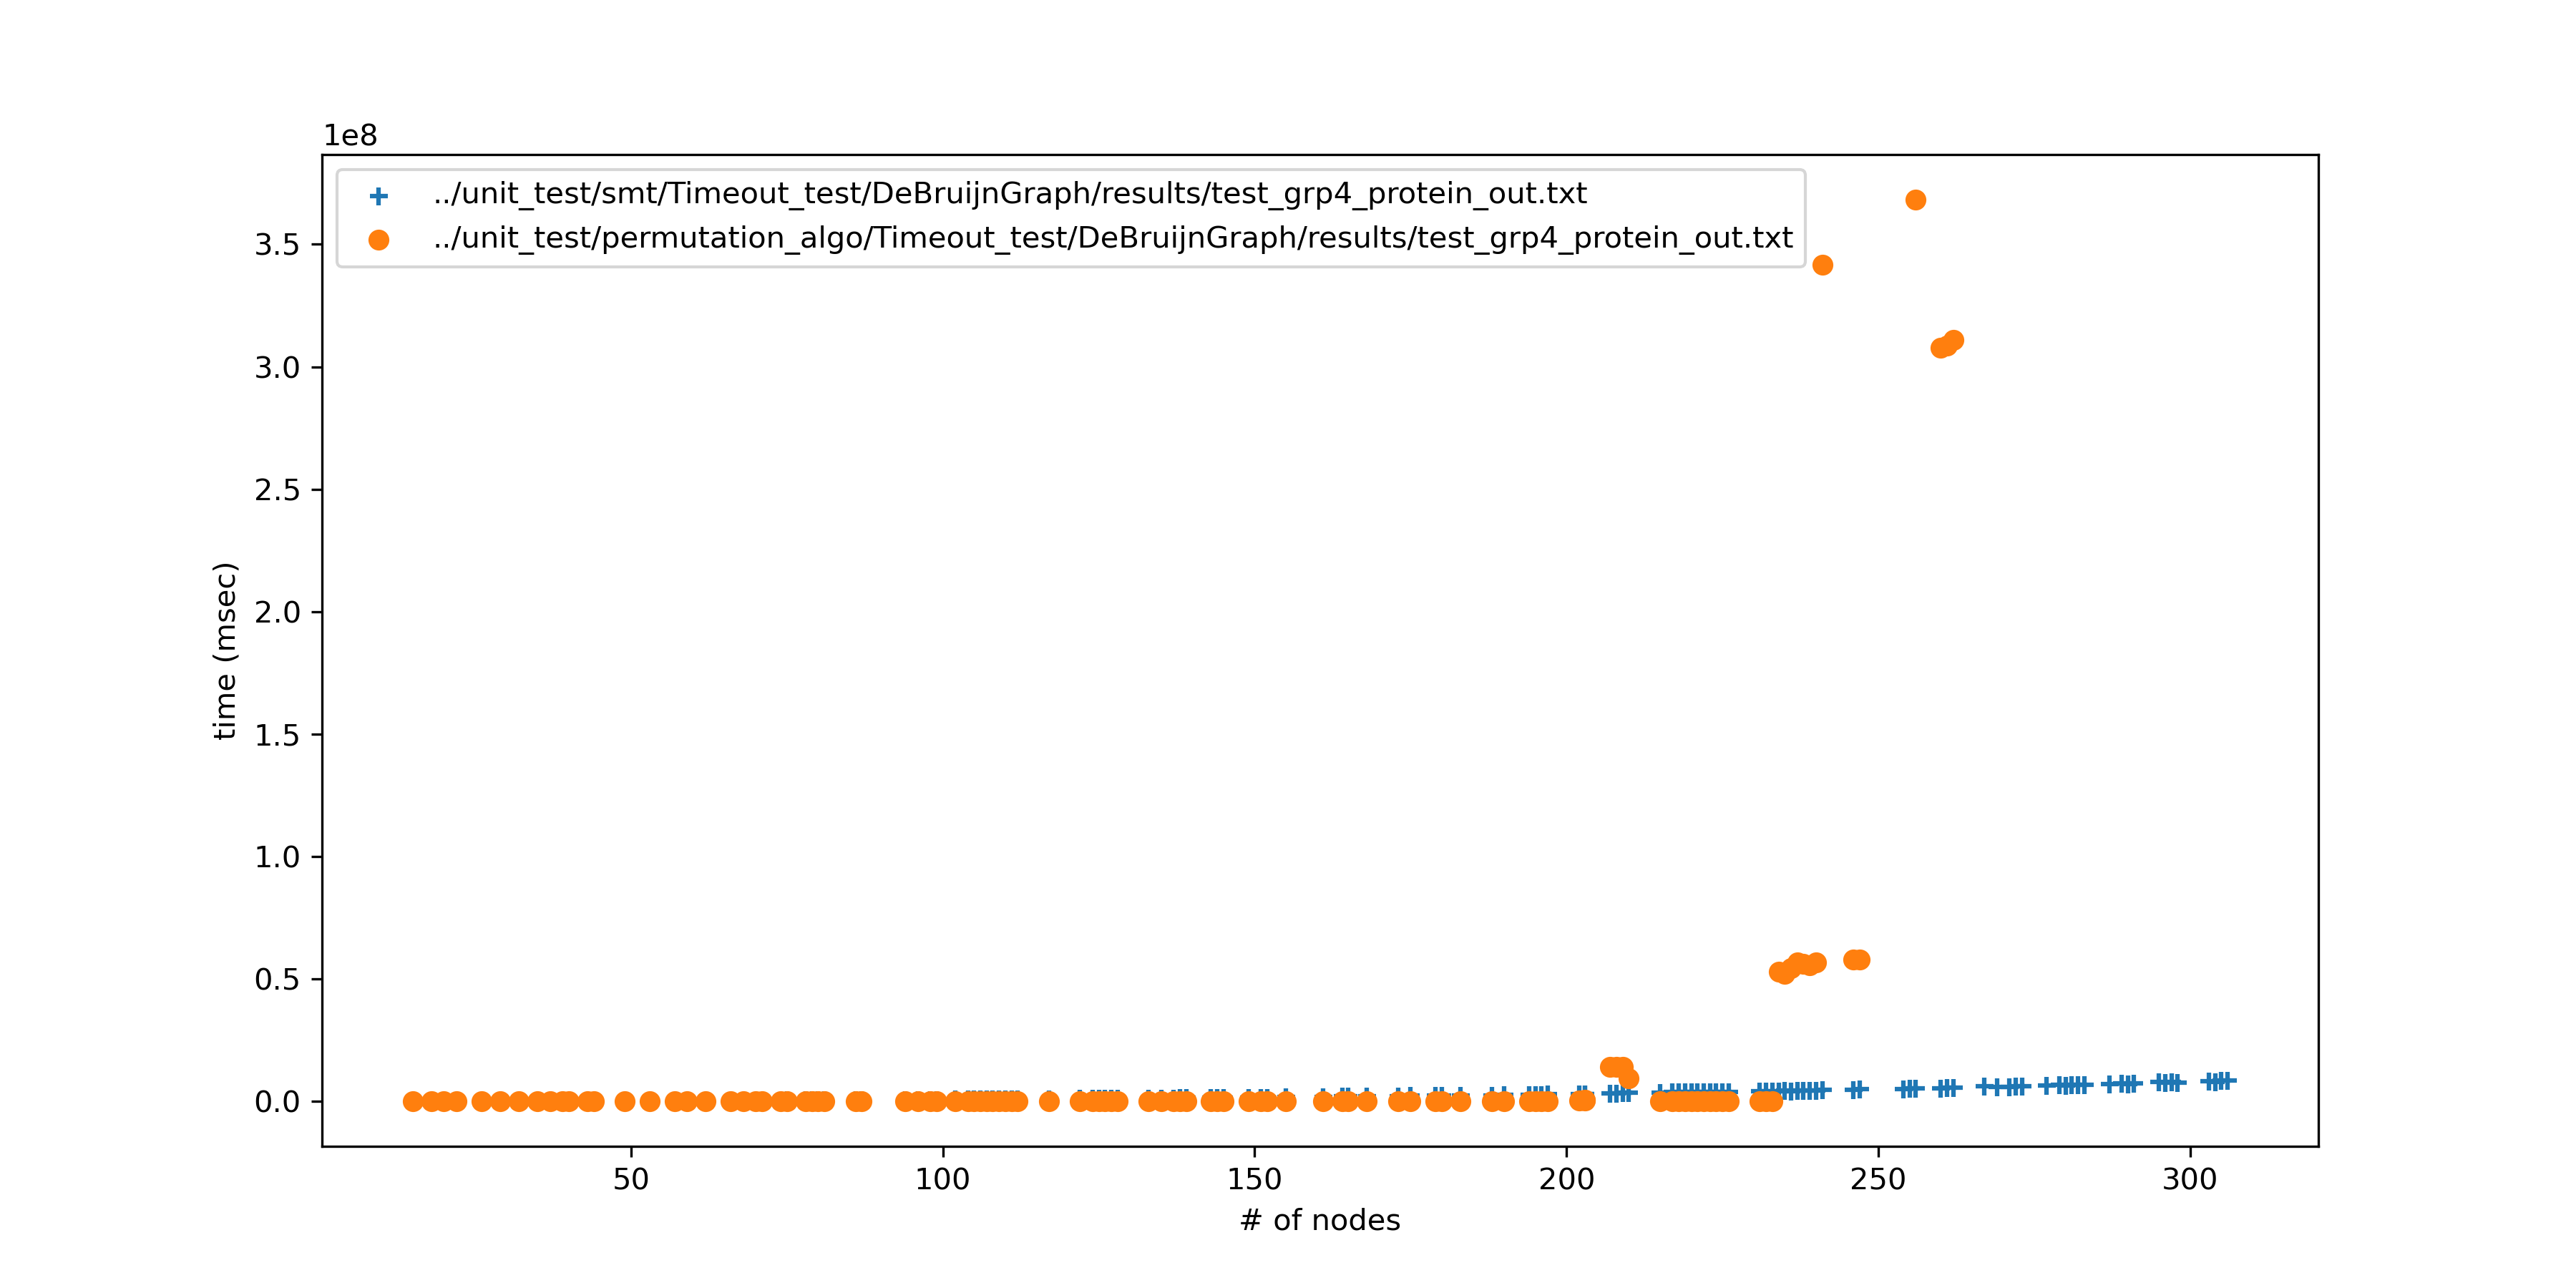 1e8
../unit_test/smt/Timeout_test/DeBruijnGraph/results/test_grp4_protein_out.txt
../unit_test/permutation_algo/Timeout_test/DeBruijnGraph/results/test_grp4_protein_out.txt
3.5
3.0
2.5
2.0
1.5
1.0
0.5
0.0
time (msec)
50 100 150 200 250 300
# of nodes